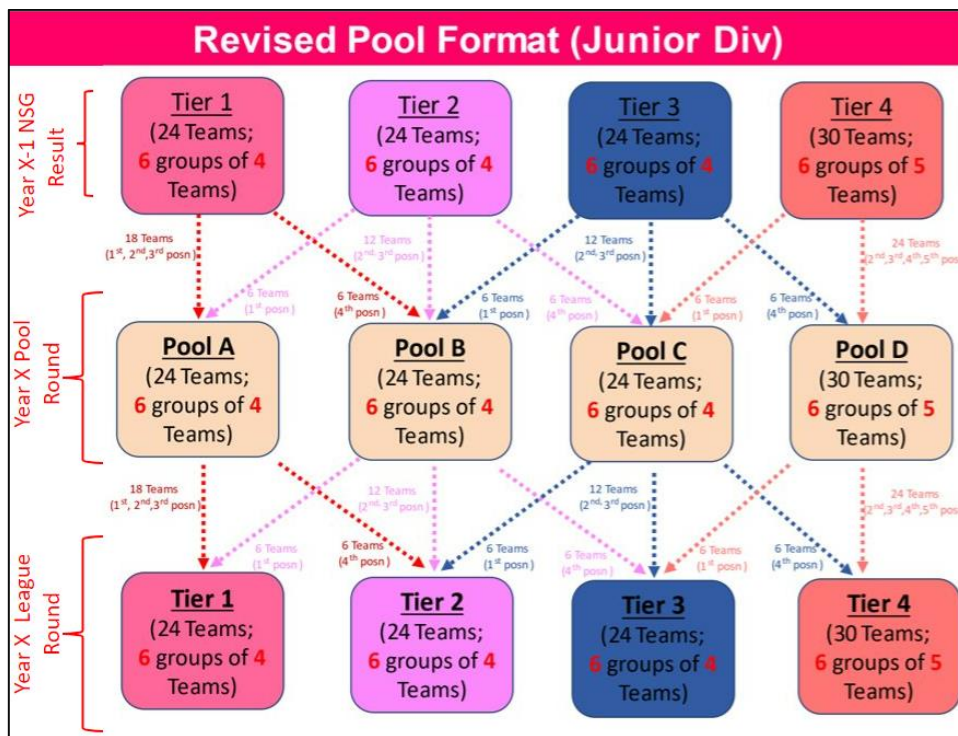 Revised Pool Format (Junior Div)
Year X-1 NSG
Result
Tier 1
(24 Teams;
6 groups of 4
Teams)
Tier 2
(24 Teams;
6 groups of 4
Teams)
Tier 3
(24 Teams;
6 groups of 4
Teams)
Tier 4
(30 Teams;
6 groups of 5
Teams)
18 Teams
(1st, 2nd,3rd posn)
6 Teams
(1st posn)
12 Teams
(2nd, 3rd posn)
6 Teams
(4th posn)
6 Teams
(1st posn)
12 Teams
(2nd, 3rd posn)
6 Teams
(4th posn)
6 Teams
(1st posn)
6 Teams
(4th posn)
24 Teams
(2nd,3rd,4th,5th pos
Year X Pool
Round
Pool A
(24 Teams;
6 groups of 4
Teams)
Pool B
(24 Teams;
6 groups of 4
Teams)
Pool C
(24 Teams;
6 groups of 4
Teams)
Pool D
(30 Teams;
6 groups of 5
Teams)
18 Teams
(1st, 2nd,3rd posn)
6 Teams
(1st posn)
12 Teams
(2nd, 3rd posn)
6 Teams
(4th posn)
6 Teams
(1st posn)
12 Teams
(2nd, 3rd posn)
6 Teams
(4th posn)
6 Teams
(1st posn)
6 Teams
(4th posn)
24 Teams
(2nd,3rd,4th,5th pos
Year X League
Round
Tier 1
(24 Teams;
6 groups of 4
Teams)
Tier 2
(24 Teams;
6 groups of 4
Teams)
Tier 3
(24 Teams;
6 groups of 4
Teams)
Tier 4
(30 Teams;
6 groups of 5
Teams)